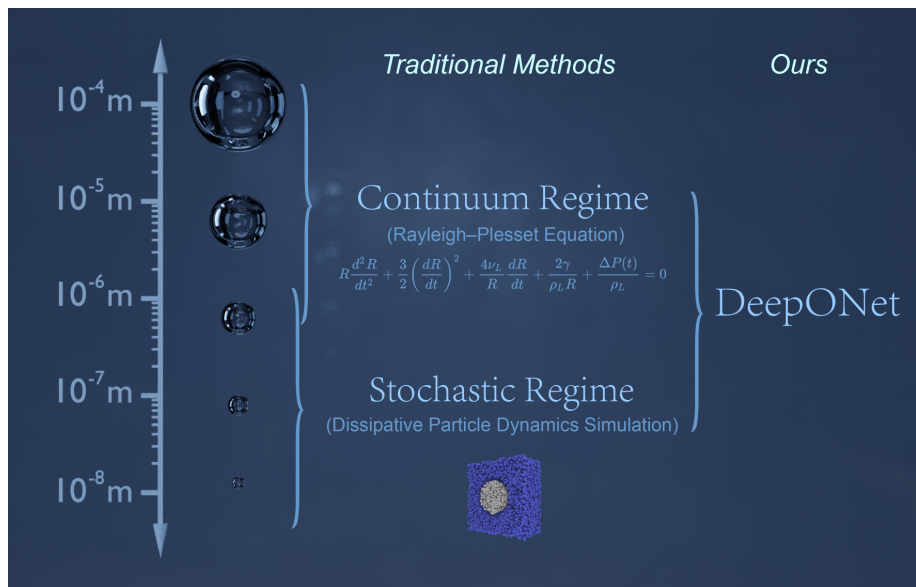 Traditional Methods
Ours
10⁻⁴m
10⁻⁵m
10⁻⁶m
10⁻⁷m
10⁻⁸m
Continuum Regime
(Rayleigh–Plesset Equation)
R d²R/dt² + 3/2 (dR/dt)² + 4ν_L/R dR/dt + 2γ/ρ_L R + ΔP(t)/ρ_L = 0
DeepONet
Stochastic Regime
(Dissipative Particle Dynamics Simulation)